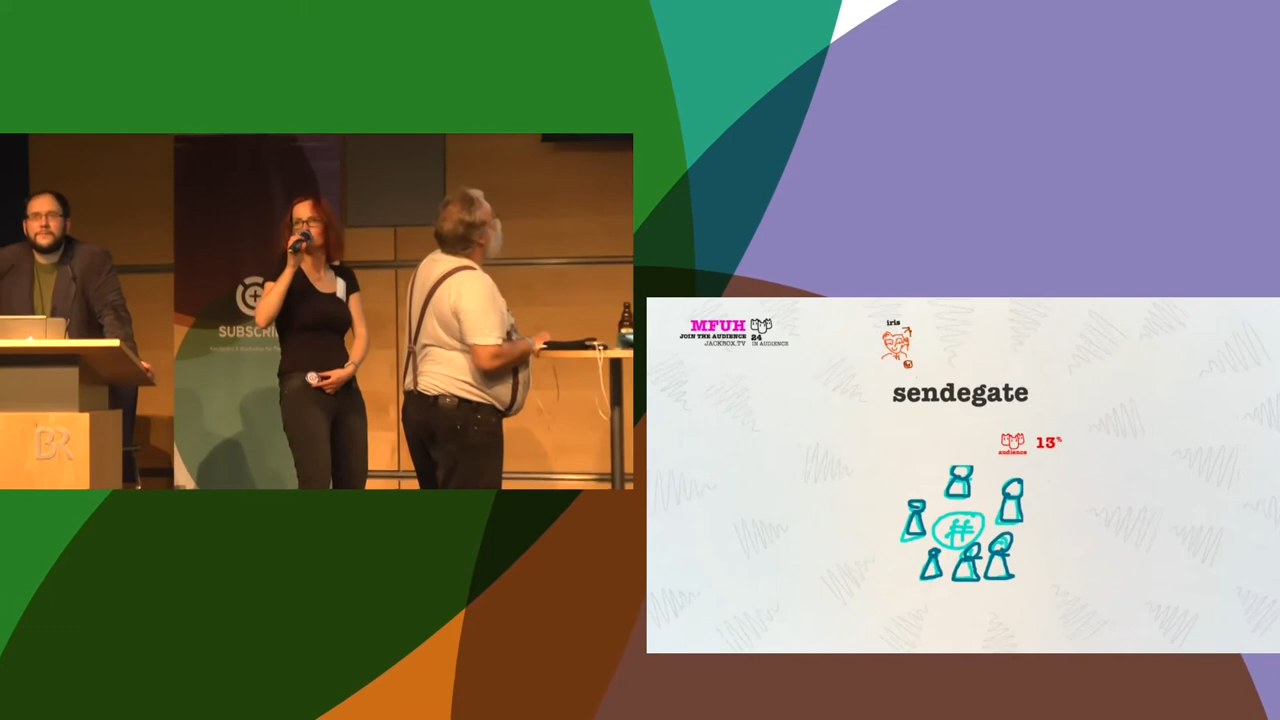 BR
SUBSCRI
MFUH
JOIN THE AUDIENCE
JACKBOX.TV
24
IN AUDIENCE
iris
sendegate
audience
13%
#